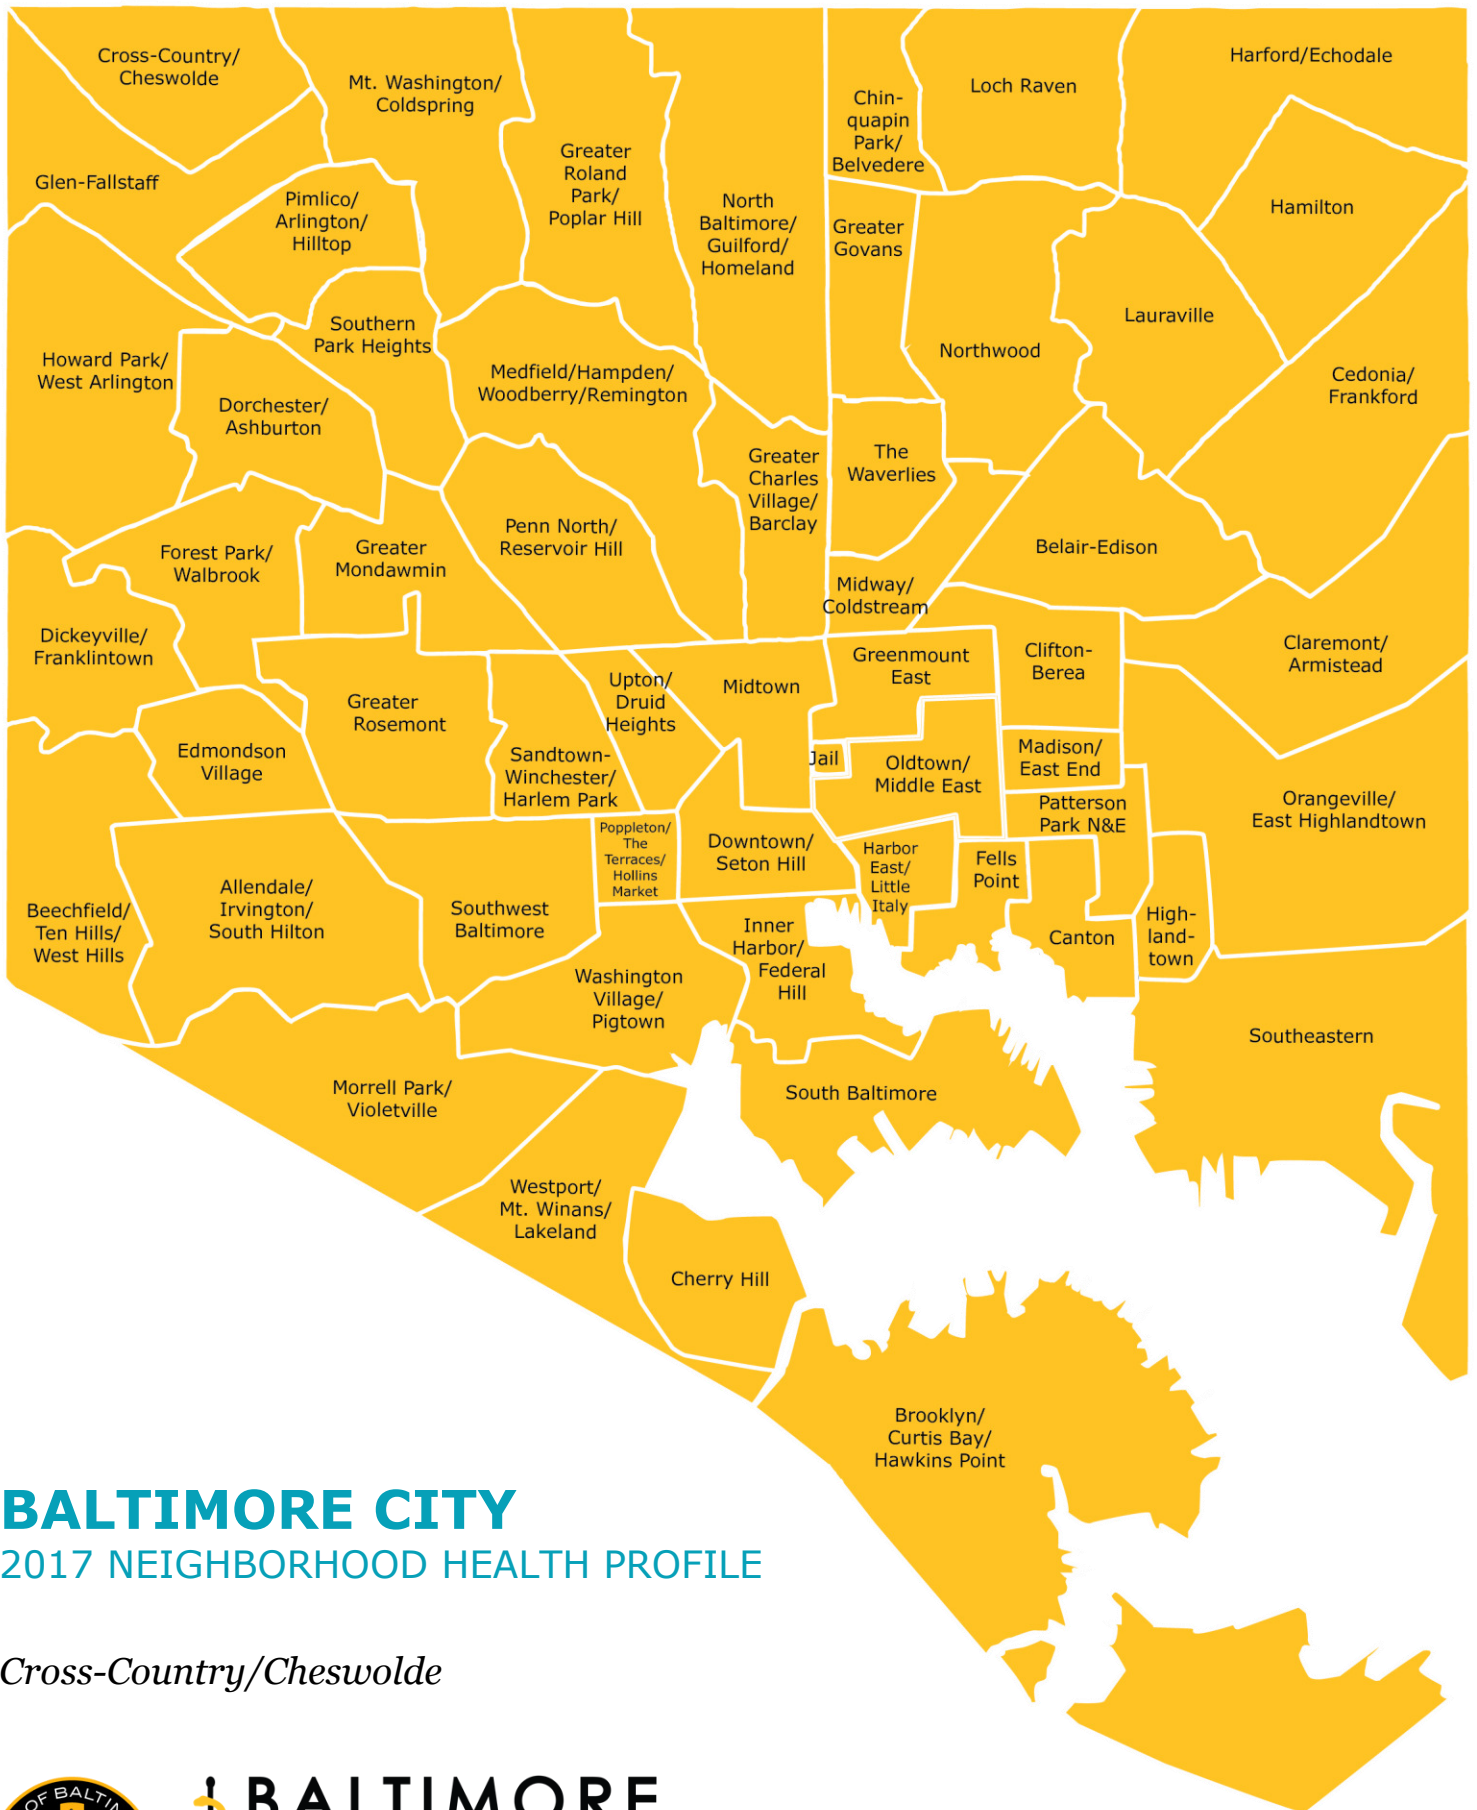 Cross-Country/
Cheswolde
Mt. Washington/
Coldspring
Harford/Echodale
Loch Raven
Chin-
quapin
Park/
Belvedere
Greater
Roland
Park/
Poplar Hill
Glen-Fallstaff
Pimlico/
Arlington/
Hilltop
North
Baltimore/
Guilford/
Homeland
Greater
Govans
Hamilton
Lauraville
Southern
Park Heights
Northwood
Howard Park/
West Arlington
Medfield/Hampden/
Woodberry/Remington
Cedonia/
Frankford
Dorchester/
Ashburton
Greater
Charles
Village/
Barclay
The
Waverlies
Penn North/
Reservoir Hill
Belair-Edison
Forest Park/
Walbrook
Greater
Mondawmin
Midway/
Coldstream
Dickeyville/
Franklintown
Claremont/
Armistead
Greenmount
East
Clifton-
Berea
Upton/
Druid
Heights
Midtown
Greater
Rosemont
Edmondson
Village
Sandtown-
Winchester/
Harlem Park
Jail
Oldtown/
Middle East
Madison/
East End
Patterson
Park N&E
Orangeville/
East Highlandtown
Poppleton/
The
Terraces/
Hollins
Market
Downtown/
Seton Hill
Harbor
East/
Little
Italy
Fells
Point
Allendale/
Irvington/
South Hilton
Beechfield/
Ten Hills/
West Hills
Southwest
Baltimore
Inner
Harbor/
Federal
Hill
Canton
High-
land-
town
Washington
Village/
Pigtown
Southeastern
Morrell Park/
Violetville
South Baltimore
Westport/
Mt. Winans/
Lakeland
Cherry Hill
Brooklyn/
Curtis Bay/
Hawkins Point
BALTIMORE CITY
2017 NEIGHBORHOOD HEALTH PROFILE
Cross-Country/Cheswolde
OF BALTI
BALTIMORE